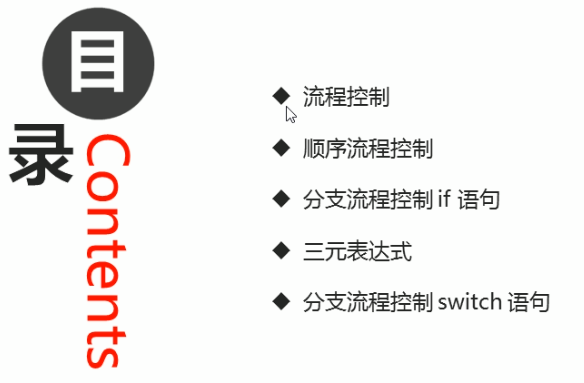 目
录
Contents
◆ 流程控制
◆ 顺序流程控制
◆ 分支流程控制 if 语句
◆ 三元表达式
◆ 分支流程控制 switch 语句